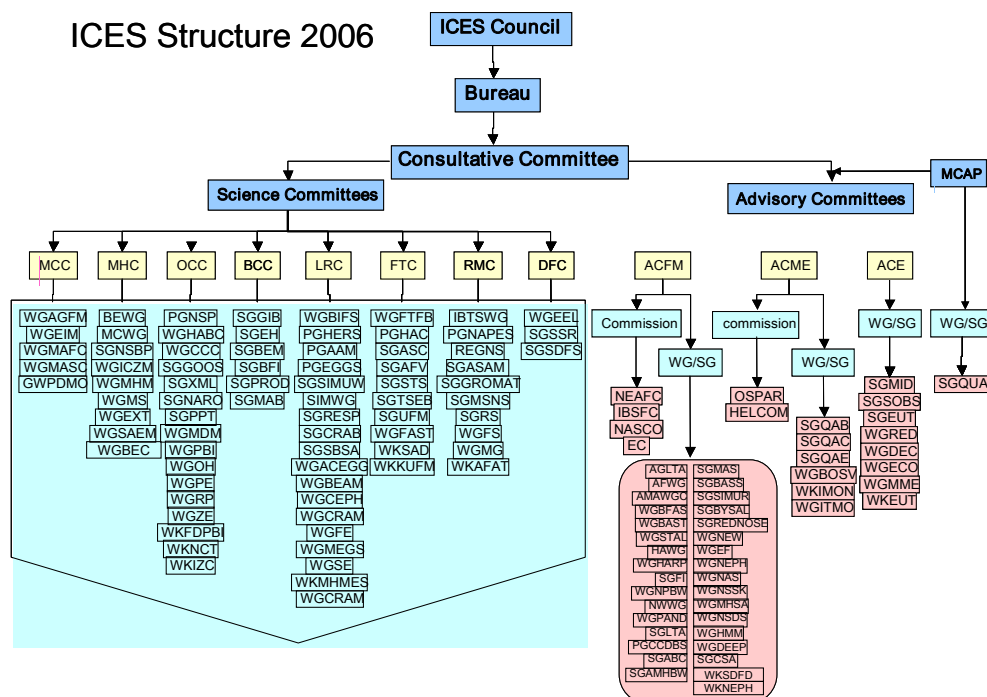 ICES Structure 2006
ICES Council
Bureau
Consultative Committee
MCAP
Science Committees
Advisory Committees
MCC
MHC
OCC
BCC
LRC
FTC
RMC
DFC
ACFM
ACME
ACE
WGAGFM
WGEIM
WGMAFC
WGMASC
GWPDMO
BEWG
MCWG
SGNSBP
WGICZM
WGMHM
WGMS
WGEXT
WGSAEM
WGBEC
PGNSP
WGHABC
WGCCC
SGGOOS
SGXML
SGNARO
SGPPT
WGMDM
WGPBI
WGOH
WGPE
WGRP
WGZE
WKFDPBI
WKNCT
WKIZC
SGGIB
SGEH
SGBEM
SGBFI
SGPROD
SGMAB
WGBIFS
PGHERS
PGAAM
PGEGGS
SGSIMUW
SIMWG
SGRESP
SGCRAB
SGSBSA
WGACEGG
WGBEAM
WGCEPH
WGCRAM
WGFE
WGMEGS
WGSE
WKMHMES
WGCRAM
WGFTFB
PGHAC
SGASC
SGAFV
SGSTS
SGTSEB
SGUFM
WGFAST
WKSAD
WKKUFM
IBTSWG
PGNAPES
REGNS
SGASAM
SGGROMAT
SGMSNS
SGRS
WGFS
WGMG
WKAFAT
WGEEL
SGSSR
SGSDFS
Commission
WG/SG
NEAFC
IBSFC
NASCO
EC
AGLTA
AFWG
AMAWGC
WGBFAS
WGBAST
WGSTAL
HAWG
WGHARP
SGFI
WGNPBW
NWWG
WGPAND
SGLTA
PGCCDBS
SGABC
SGAMHBW
SGMAS
SGBASS
SGSIMUR
SGBYSAL
SGREDNOSE
WGNEW
WGEF
WGNEPH
WGNAS
WGNSSK
WGMHSA
WGNSDS
WGHMM
WGDEEP
SGCSA
WKSDFD
WKNEPH
commission
WG/SG
OSPAR
HELCOM
SGQAB
SGQAC
SGQAE
WGBOSV
WKIMON
WGITMO
WG/SG
SGMID
SGSOBS
SGEUT
WGRED
WGDEC
WGECO
WGMME
WKEUT
WG/SG
SGQUA